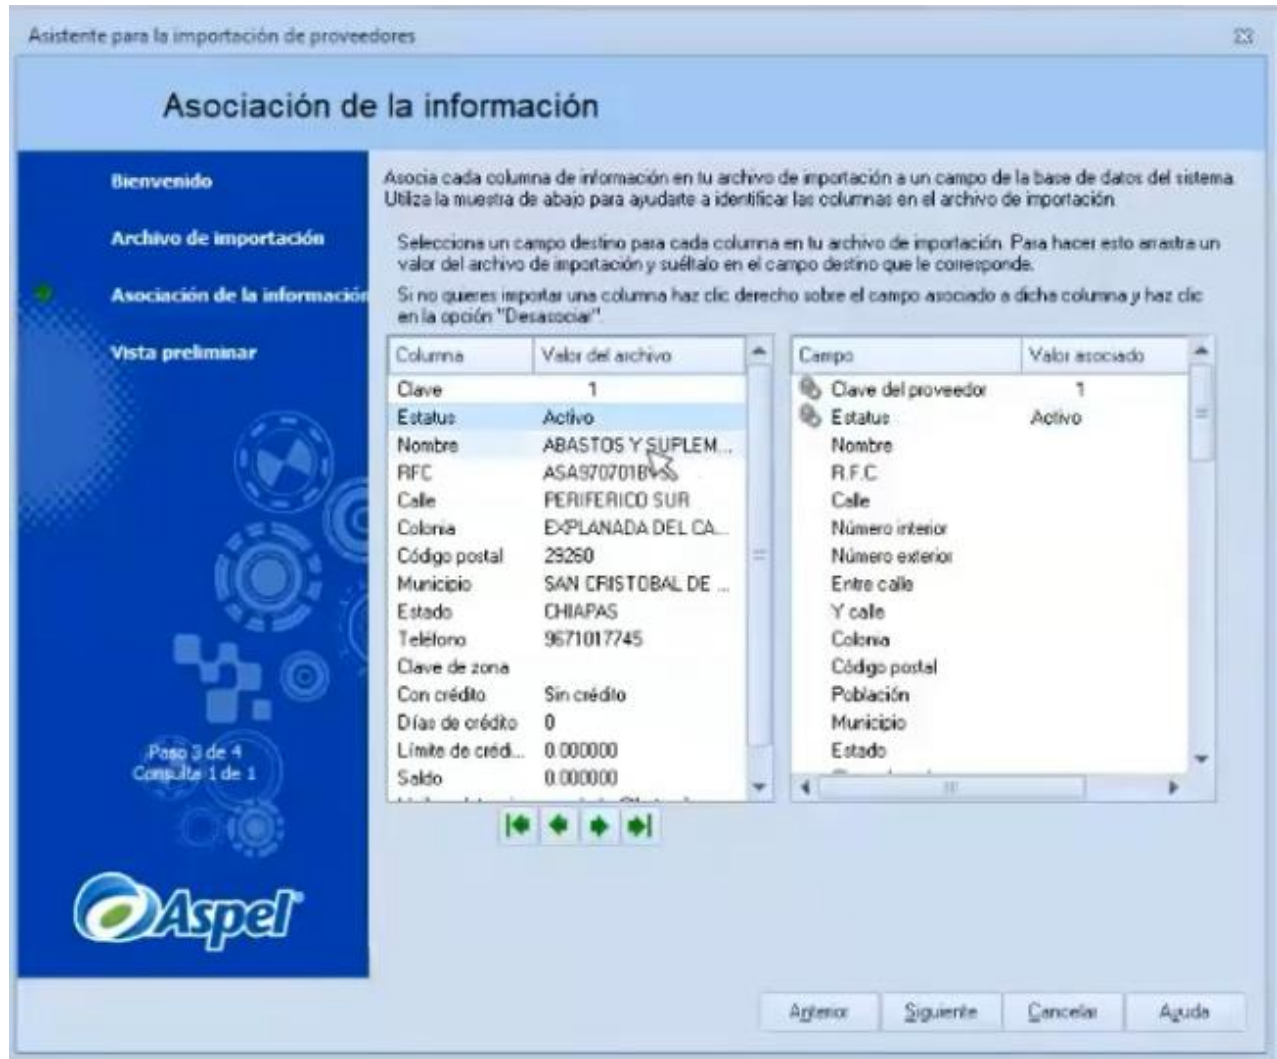 Asistente para la importación de proveedores
Asociación de la información
Bienvenido
Archivo de importación
Asociación de la información
Vista preliminar
Paso 3 de 4
Consulta 1 de 1
Aspel
Asocia cada columna de información en tu archivo de importación a un campo de la base de datos del sistema.
Utiliza la muestra de abajo para ayudarte a identificar las columnas en el archivo de importación
Selecciona un campo destino para cada columna en tu archivo de importación. Para hacer esto arrastra un
valor del archivo de importación y suéltalo en el campo destino que le corresponde.
Si no quieres importar una columna haz clic derecho sobre el campo asociado a dicha columna y haz clic
en la opción "Desasociar".
Columna Valor del archivo
Clave 1
Estatus Activo
Nombre ABASTOS Y SUPLEM...
RFC
Calle PERIFERICO SUR
Colonia EXPLANADA DEL CA...
Código postal 29260
Municipio SAN CRISTOBAL DE ...
Estado CHIAPAS
Teléfono 9671017745
Clave de zona
Con crédito Sin crédito
Días de crédito 0
Límite de crédi... 0.000000
Saldo 0.000000
Campo Valor asociado
Clave del proveedor 1
Estatus Activo
Nombre
R.F.C
Calle
Número interior
Número exterior
Entre calle
Y calle
Colonia
Código postal
Población
Municipio
Estado
Anterior Siguiente Cancelar Ayuda